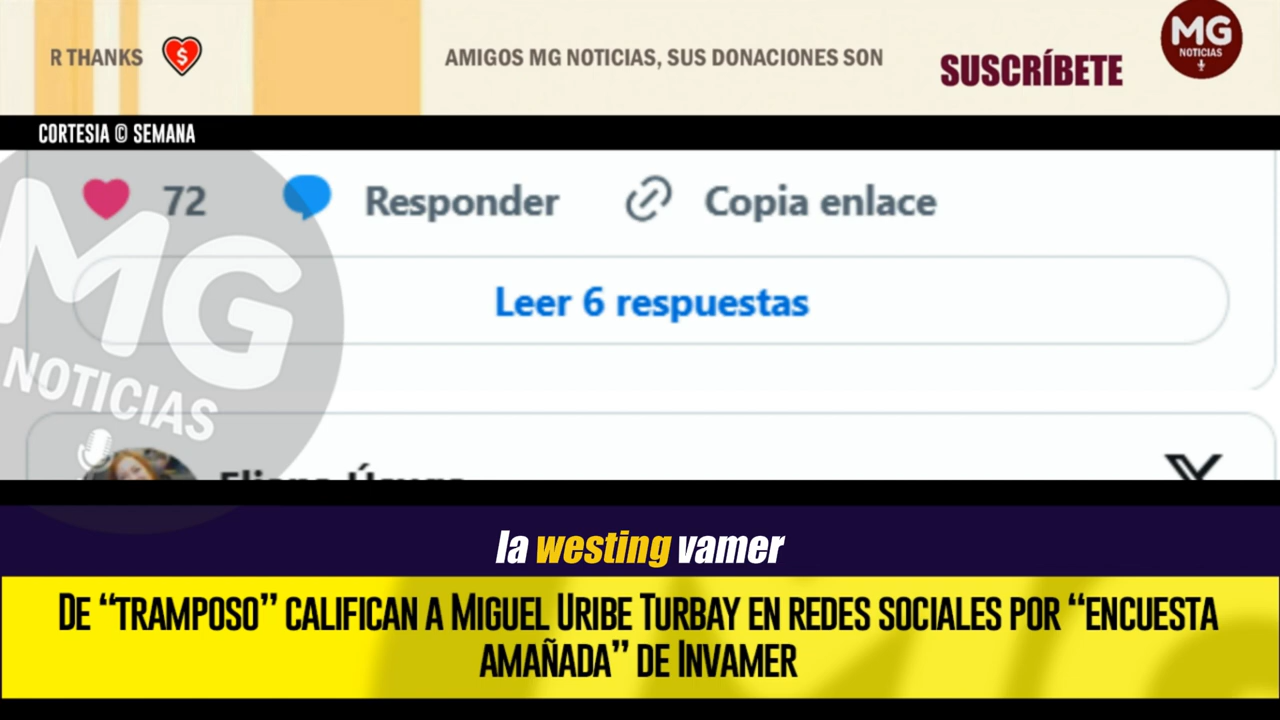 R THANKS
AMIGOS MG NOTICIAS, SUS DONACIONES SON
SUSCRÍBETE
MG
NOTICIAS
CORTESIA © SEMANA
72 Responder Copia enlace
Leer 6 respuestas
MG
NOTICIAS
la westing vamer
DE “TRAMPOSO” CALIFICAN A MIGUEL URIBE TURBAY EN REDES SOCIALES POR “ENCUESTA
AMAÑADA” DE INVAMER